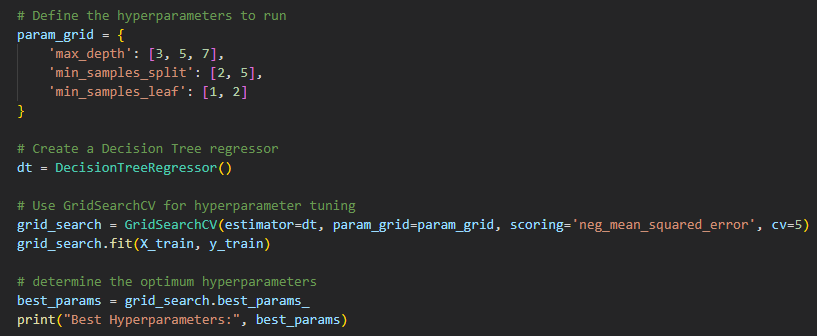 # Define the hyperparameters to run
param_grid = {
    'max_depth': [3, 5, 7],
    'min_samples_split': [2, 5],
    'min_samples_leaf': [1, 2]
}

# Create a Decision Tree regressor
dt = DecisionTreeRegressor()

# Use GridSearchCV for hyperparameter tuning
grid_search = GridSearchCV(estimator=dt, param_grid=param_grid, scoring='neg_mean_squared_error', cv=5)
grid_search.fit(X_train, y_train)

# determine the optimum hyperparameters
best_params = grid_search.best_params_
print("Best Hyperparameters:", best_params)